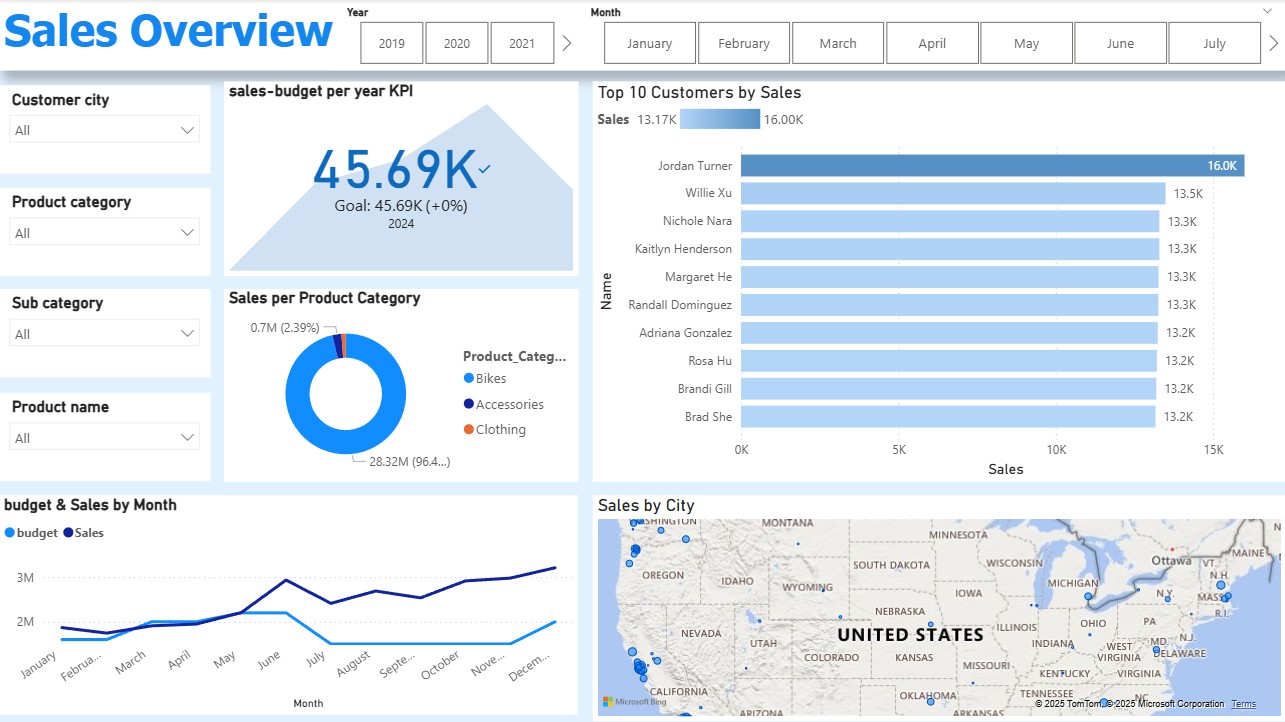 Sales Overview
Year
2019 2020 2021
Month
January February March April May June July
Customer city
All
Product category
All
Sub category
All
Product name
All
sales-budget per year KPI
45.69K
Goal: 45.69K (+0%)
2024
Sales per Product Category
0.7M (2.39%)
28.32M (96.4...)
Product_Categ...
Bikes
Accessories
Clothing
Top 10 Customers by Sales
Sales 13.17K 16.00K
Name
Jordan Turner 16.0K
Willie Xu 13.5K
Nichole Nara 13.3K
Kaitlyn Henderson 13.3K
Margaret He 13.3K
Randall Dominguez 13.3K
Adriana Gonzalez 13.2K
Rosa Hu 13.2K
Brandi Gill 13.2K
Brad She 13.2K
0K 5K 10K 15K
Sales
budget & Sales by Month
budget Sales
3M
2M
January Februa... March April May June July August Septe... October Nove... Decem...
Month
Sales by City
MONTANA
MINNESOTA
Ottawa
MAINE
VT.
OREGON
IDAHO
WYOMING
SOUTH DAKOTA
WISCONSIN
MICHIGAN
N.H.
IOWA
N.Y.
MASS
R.I.
NEBRASKA
ILLINOIS
OHIO
PA
NEVADA
UTAH
UNITED STATES
INDIANA
MD.
N.J.
COLORADO
KANSAS
MISSOURI
WEST
VIRGINIA
DELAWARE
KENTUCKY
VIRGINIA
CALIFORNIA
OKLAHOMA
TENNESSEE
NC
ARIZONA
ARKANSAS
Microsoft Bing
2025 TomTom, © 2025 Microsoft Corporation Terms